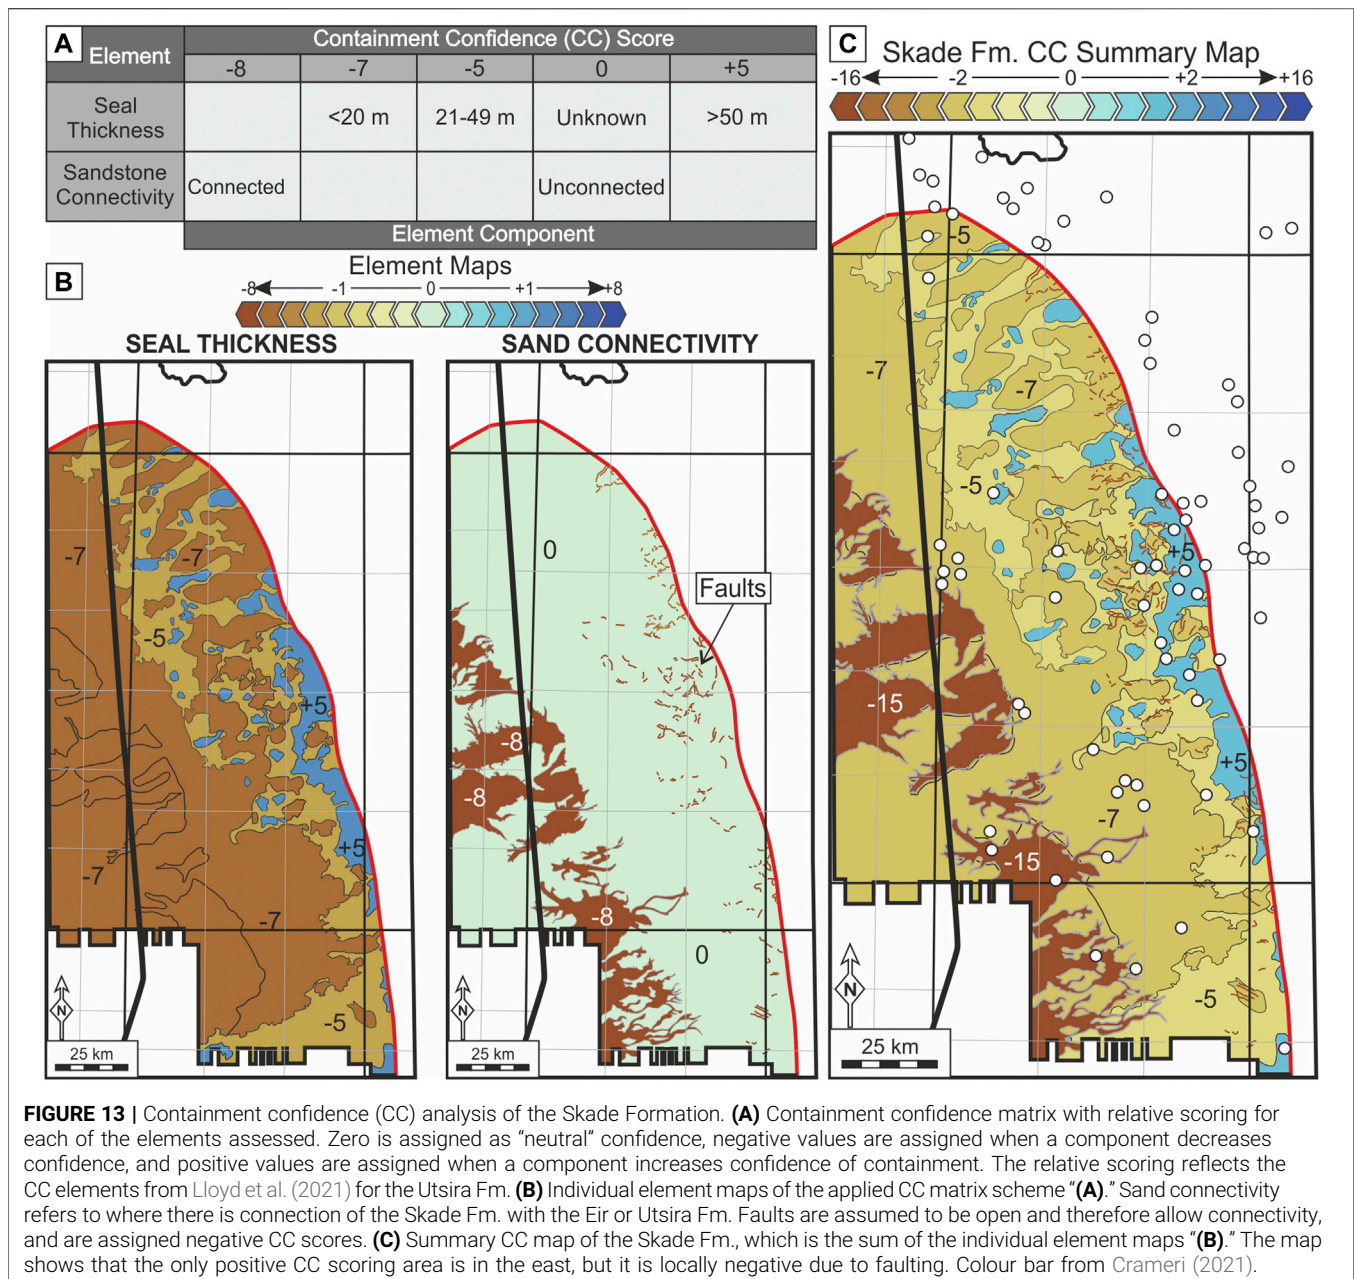 A
Element
Containment Confidence (CC) Score
-8 -7 -5 0 +5
Seal Thickness <20 m 21-49 m Unknown >50 m
Sandstone Connectivity Connected Unconnected
Element Component
B
Element Maps
-8 -1 0 +1 +8
SEAL THICKNESS
-7
-7
-5
+5
+5
-7
-7
-5
N
25 km
SAND CONNECTIVITY
0
Faults
-8
-8
-8
0
N
25 km
C
Skade Fm. CC Summary Map
-16 -2 0 +2 +16
-5
-7
-7
-5
+5
-15
+5
-7
-15
-5
N
25 km
FIGURE 13 | Containment confidence (CC) analysis of the Skade Formation. (A) Containment confidence matrix with relative scoring for
each of the elements assessed. Zero is assigned as “neutral” confidence, negative values are assigned when a component decreases
confidence, and positive values are assigned when a component increases confidence of containment. The relative scoring reflects the
CC elements from Lloyd et al. (2021) for the Utsira Fm. (B) Individual element maps of the applied CC matrix scheme “(A).” Sand connectivity
refers to where there is connection of the Skade Fm. with the Eir or Utsira Fm. Faults are assumed to be open and therefore allow connectivity,
and are assigned negative CC scores. (C) Summary CC map of the Skade Fm., which is the sum of the individual element maps “(B).” The map
shows that the only positive CC scoring area is in the east, but it is locally negative due to faulting. Colour bar from Crameri (2021).